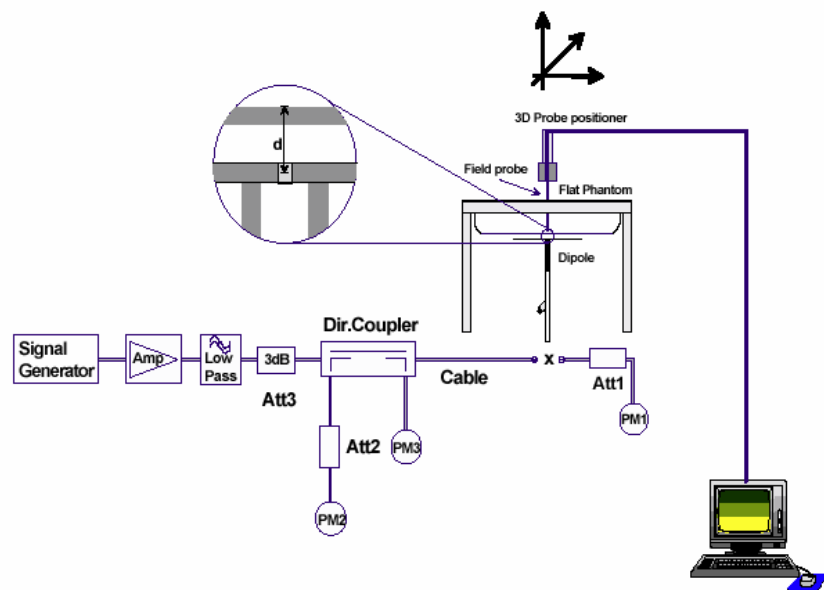 3D Probe positioner
d
Field probe
Flat Phantom
Dipole
Dir.Coupler
Signal
Generator
Amp
Low
Pass
3dB
Cable
x
Att1
Att3
PM1
Att2
PM3
PM2